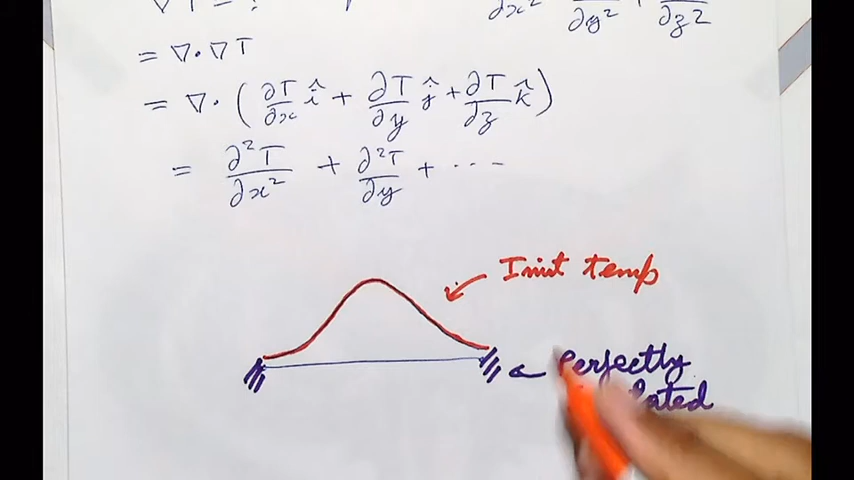 = ∇·∇T
= ∇·( ∂T/∂x î + ∂T/∂y ĵ + ∂T/∂z k̂ )
= ∂²T/∂x² + ∂²T/∂y + ····
Init temp
Perfectly